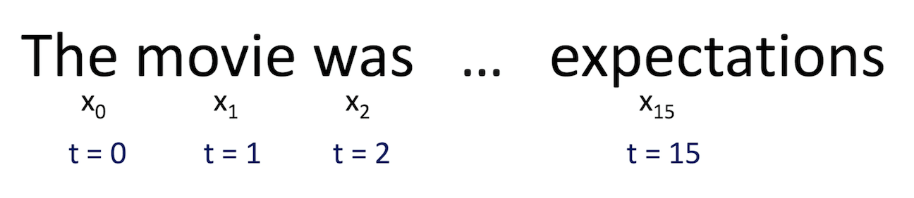 The movie was ... expectations
x₀ x₁ x₂ x₁₅
t = 0 t = 1 t = 2 t = 15